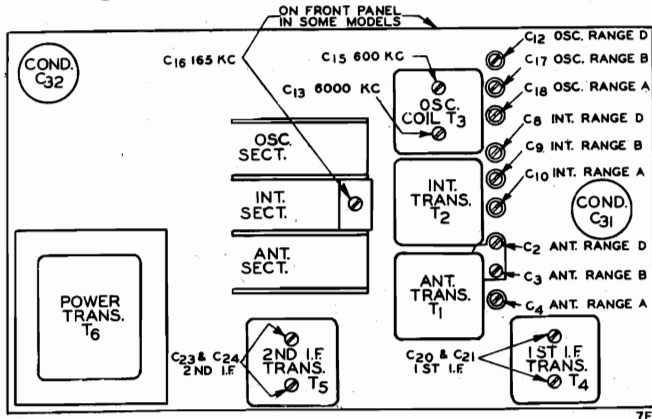 ON FRONT PANEL
IN SOME MODELS
COND.
C32
C16 165 KC
C15 600 KC
C13 6000 KC
OSC.
COIL T3
C12 OSC. RANGE D
C17 OSC. RANGE B
C18 OSC. RANGE A
C8 INT. RANGE D
C9 INT. RANGE B
C10 INT. RANGE A
OSC.
SECT.
INT.
SECT.
ANT.
SECT.
INT.
TRANS.
T2
COND.
C31
C2 ANT. RANGE D
C3 ANT. RANGE B
C4 ANT. RANGE A
ANT.
TRANS.
T1
POWER
TRANS.
T6
C23 & C24
2ND I.F
2ND I.F
TRANS.
T5
C20 & C21
1ST I.F.
1ST I.F
TRANS.
T4